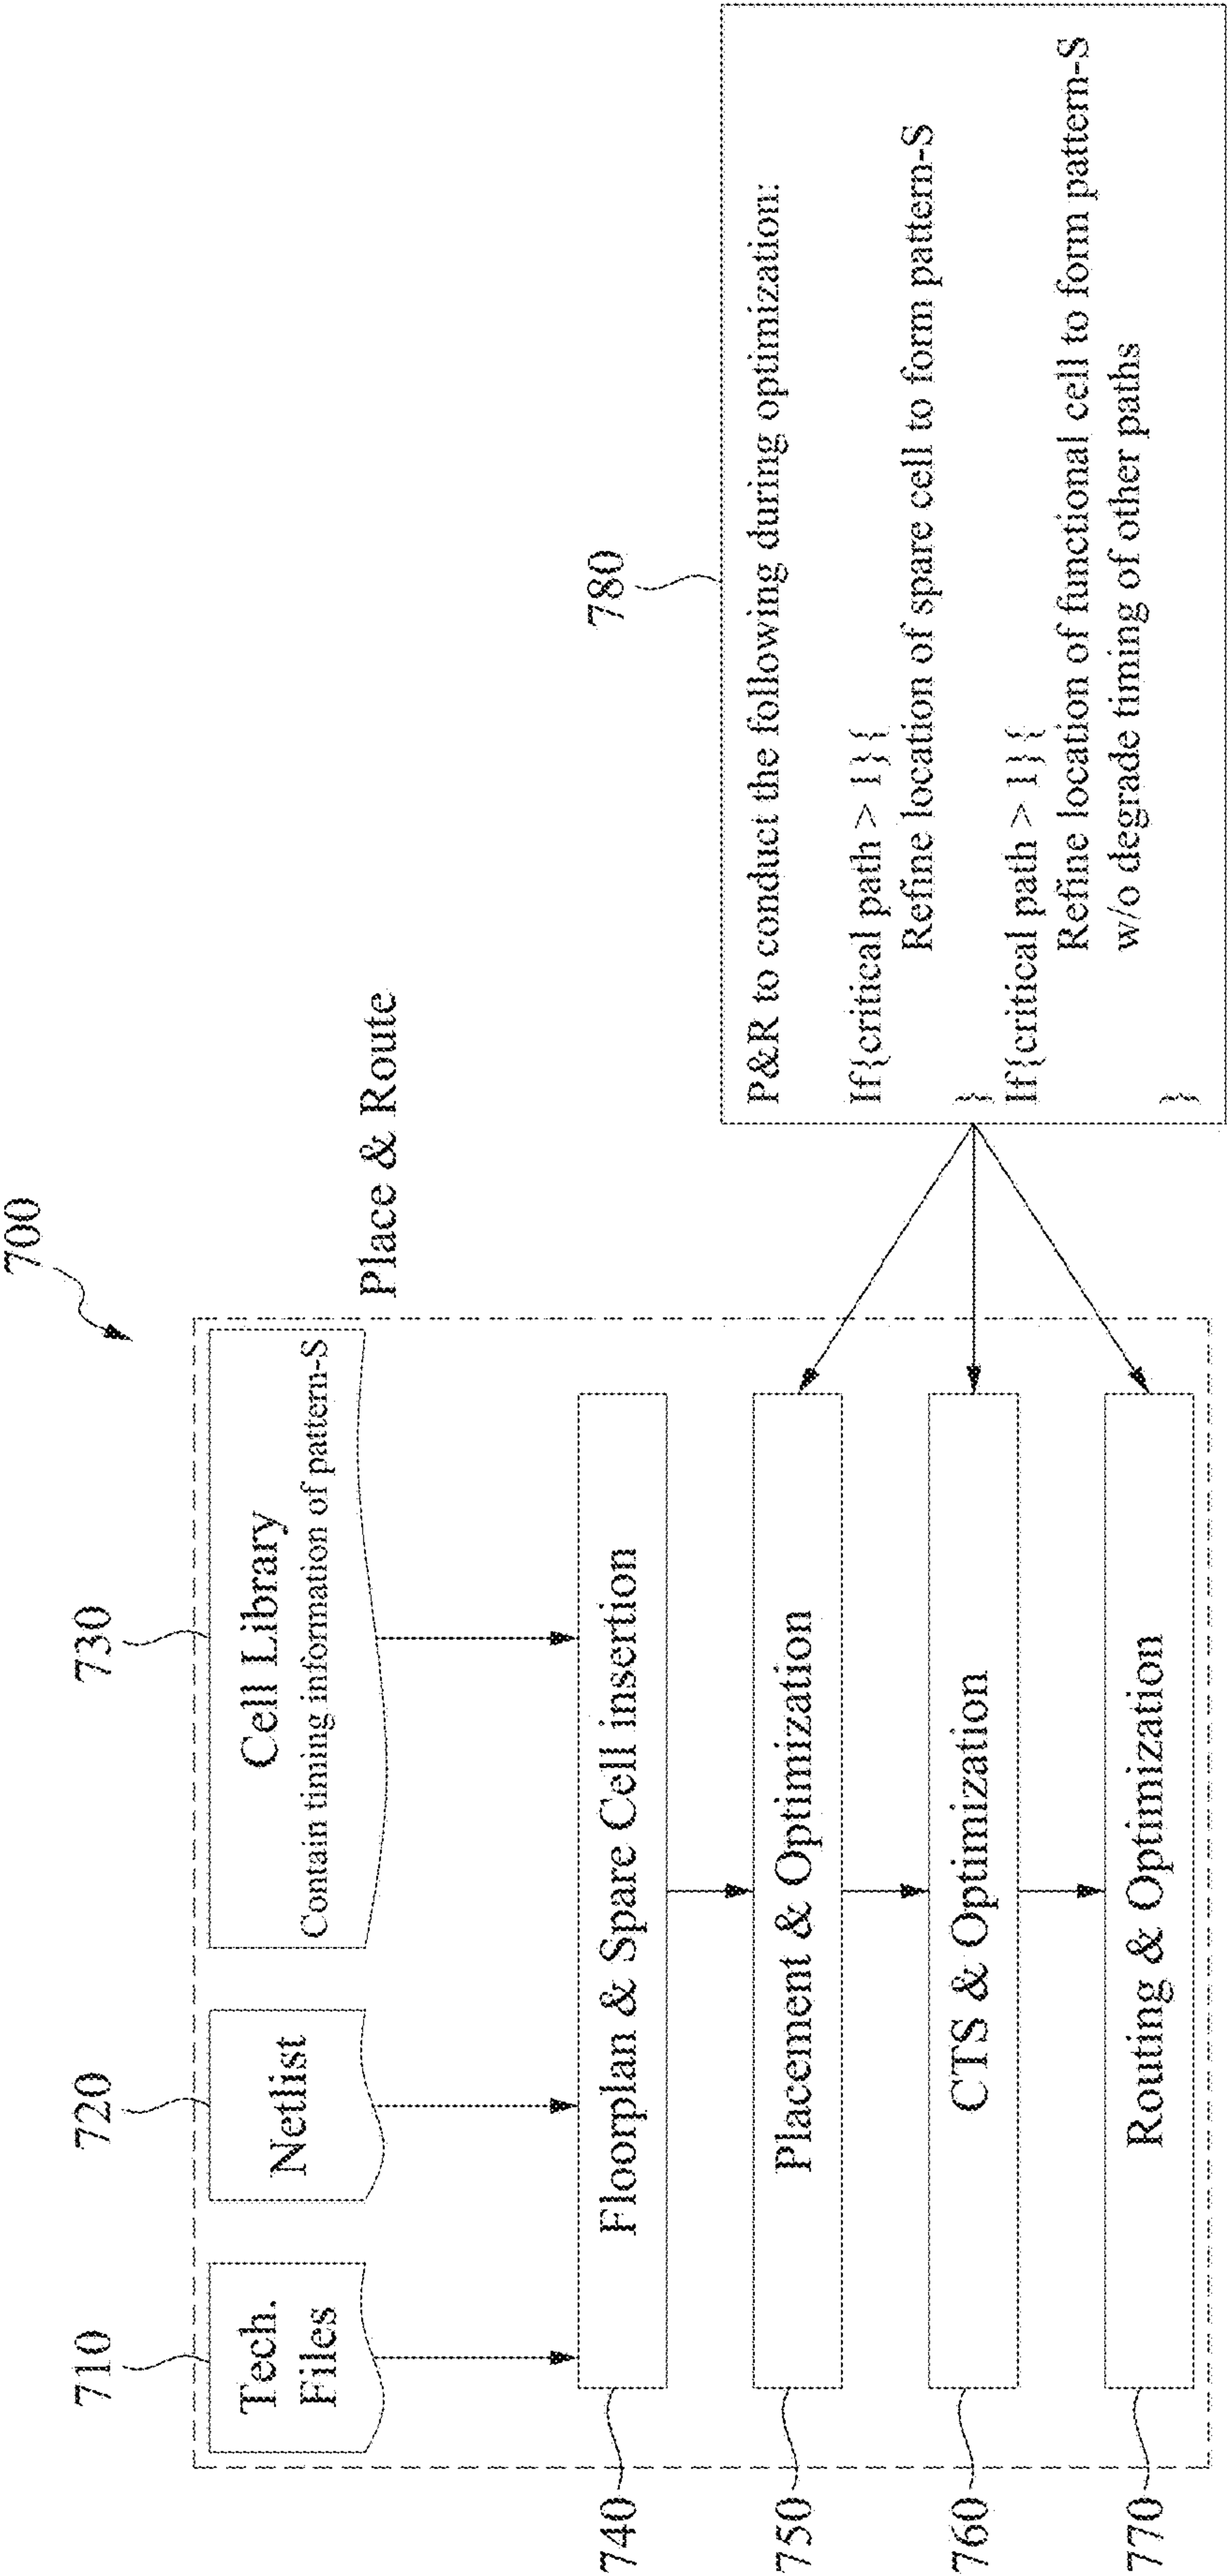 700
Place & Route
710
720
730
Tech.
Files
Netlist
Cell Library
Contain timing information of pattern-S
740
Floorplan & Spare Cell insertion
750
Placement & Optimization
760
CTS & Optimization
770
Routing & Optimization
780
P&R to conduct the following during optimization:
If{critical path > 1}{
Refine location of spare cell to form pattern-S
}
If{critical path > 1}{
Refine location of functional cell to form pattern-S
w/o degrade timing of other paths
}